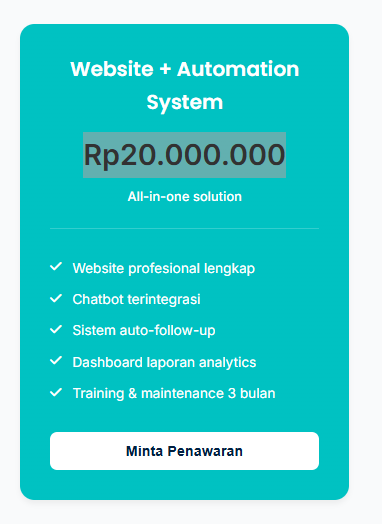 Website + Automation
System
Rp20.000.000
All-in-one solution
Website profesional lengkap
Chatbot terintegrasi
Sistem auto-follow-up
Dashboard laporan analytics
Training & maintenance 3 bulan
Minta Penawaran